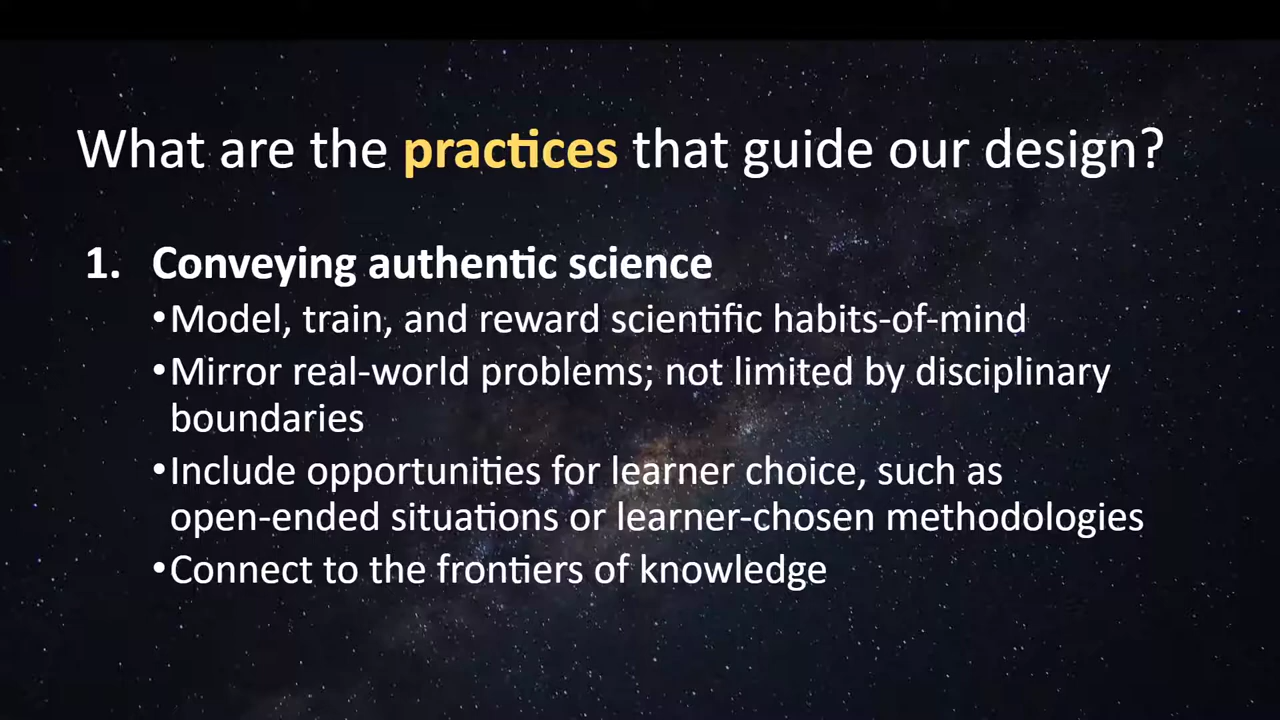 What are the practices that guide our design?
1. Conveying authentic science
•Model, train, and reward scientific habits-of-mind
•Mirror real-world problems; not limited by disciplinary
boundaries
•Include opportunities for learner choice, such as
open-ended situations or learner-chosen methodologies
•Connect to the frontiers of knowledge